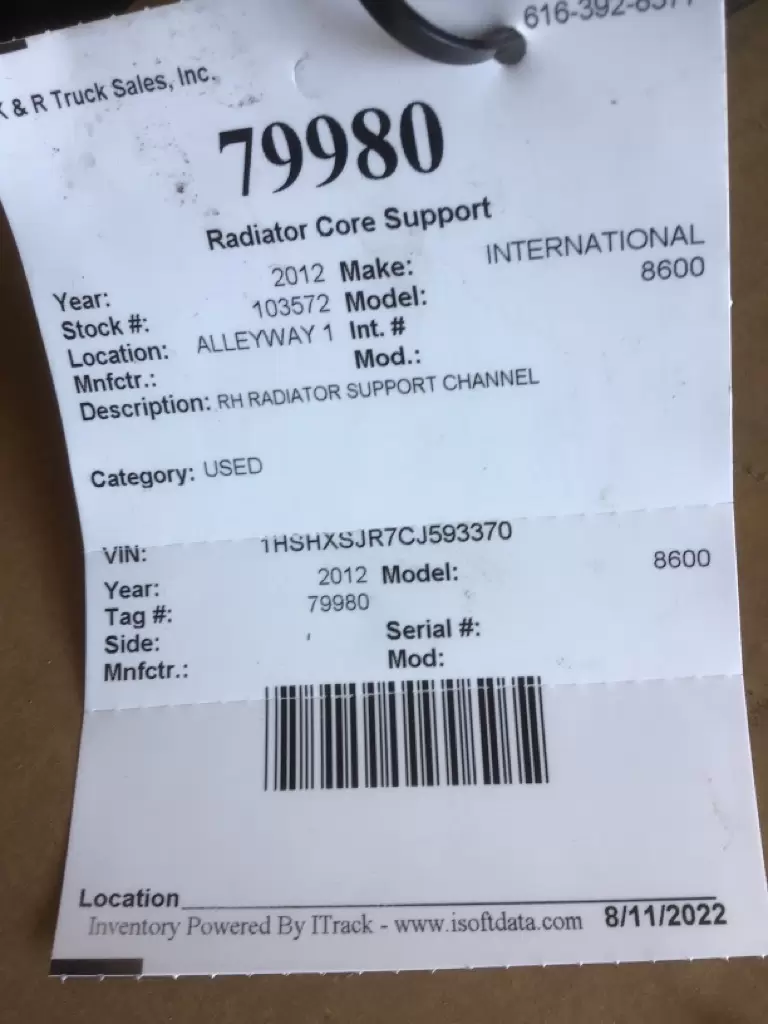 616-392-8577
K & R Truck Sales, Inc.
79980
Radiator Core Support
Year: 2012 Make: INTERNATIONAL
Stock #: 103572 Model: 8600
Location: ALLEYWAY 1 Int. #
Mnfctr.: Mod.:
Description: RH RADIATOR SUPPORT CHANNEL
Category: USED
VIN: 1HSHXSJR7CJ593370
Year: 2012 Model: 8600
Tag #: 79980
Side: , Serial #:
Mnfctr.: Mod:
Location
Inventory Powered By ITrack - www.isoftdata.com 8/11/2022